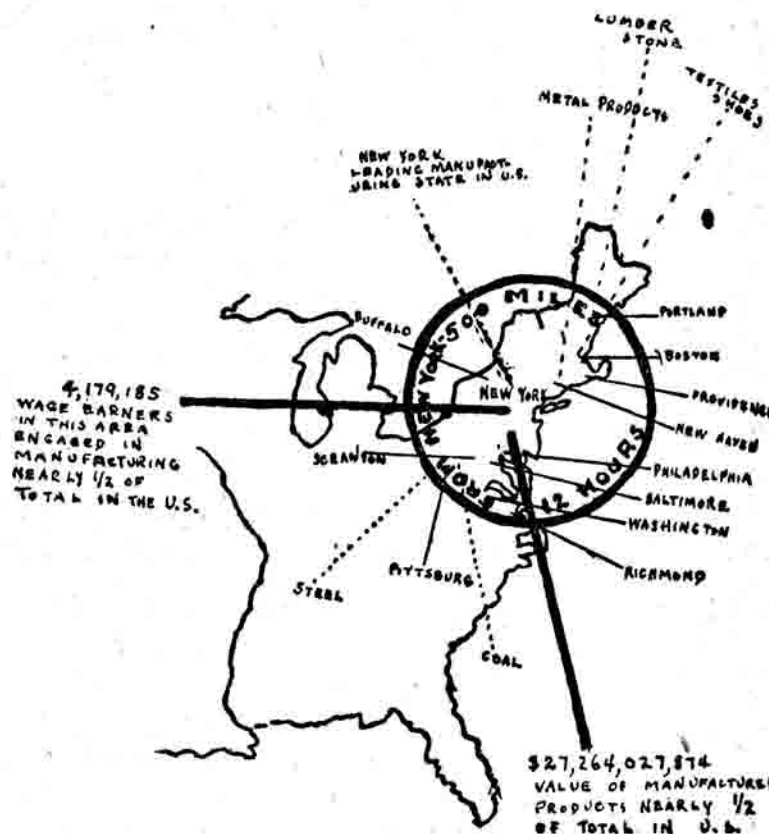 LUMBER
STONE
TEXTILES
SHOES
METAL PRODUCTS
NEW YORK
LEADING MANUFACT-
URING STATE IN U.S.
500 MILES
FROM NEW YORK
12 HOURS
BUFFALO
PORTLAND
BOSTON
NEW YORK
PROVIDENCE
NEW HAVEN
4,179,185
WAGE EARNERS
IN THIS AREA
ENGAGED IN
MANUFACTURING
NEARLY 1/2 OF
TOTAL IN THE U.S.
SCRANTON
PHILADELPHIA
BALTIMORE
WASHINGTON
RICHMOND
PITTSBURG
STEEL
COAL
$27,264,027,874
VALUE OF MANUFACTURED
PRODUCTS NEARLY 1/2
OF TOTAL IN U.S.